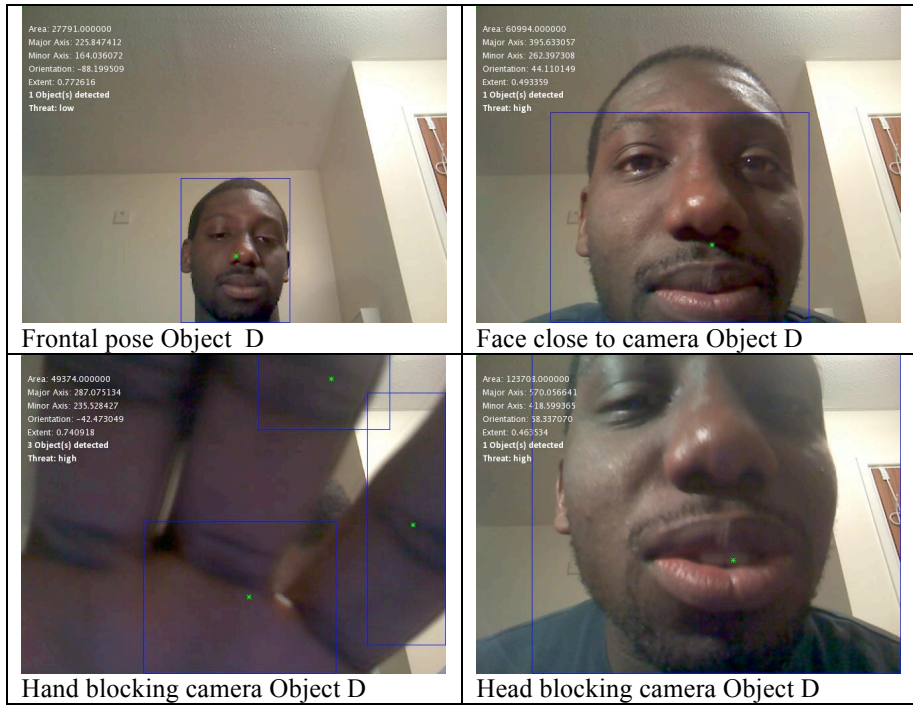 Area: 27791.000000
Major Axis: 225.847412
Minor Axis: 164.036072
Orientation: -88.199509
Extent: 0.772616
1 Object(s) detected
Threat: low
Frontal pose Object D
Area: 60994.000000
Major Axis: 395.633057
Minor Axis: 262.397308
Orientation: 44.110149
Extent: 0.493359
1 Object(s) detected
Threat: high
Face close to camera Object D
Area: 49374.000000
Major Axis: 287.075134
Minor Axis: 235.528427
Orientation: -42.473049
Extent: 0.740918
3 Object(s) detected
Threat: high
Hand blocking camera Object D
Area: 123703.000000
Major Axis: 570.056641
Minor Axis: 418.599365
Orientation: 58.337070
Extent: 0.463534
1 Object(s) detected
Threat: high
Head blocking camera Object D